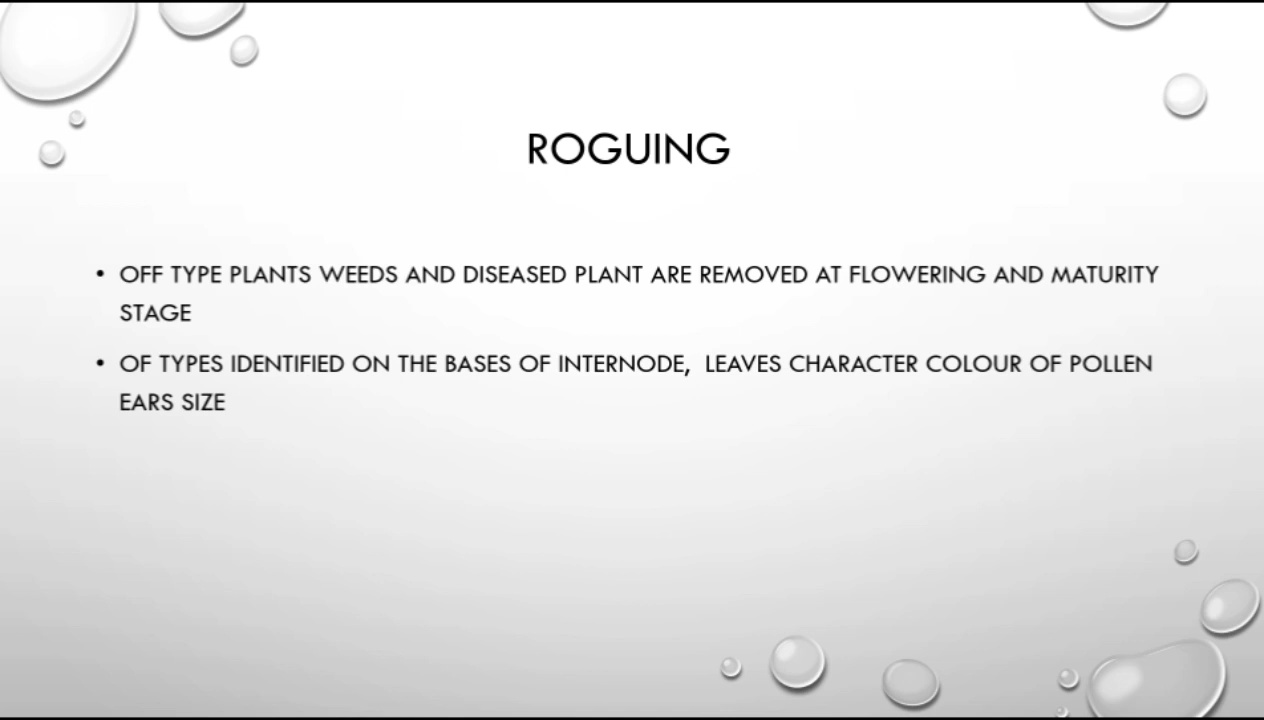 ROGUING
• OFF TYPE PLANTS WEEDS AND DISEASED PLANT ARE REMOVED AT FLOWERING AND MATURITY
STAGE
• OF TYPES IDENTIFIED ON THE BASES OF INTERNODE,  LEAVES CHARACTER COLOUR OF POLLEN
EARS SIZE